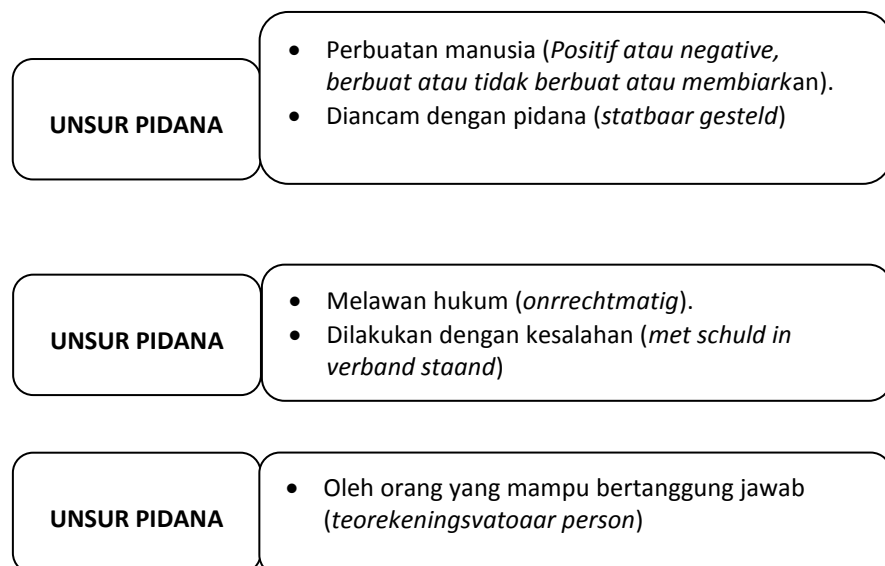 UNSUR PIDANA
• Perbuatan manusia (Positif atau negative,
berbuat atau tidak berbuat atau membiarkan).
• Diancam dengan pidana (statbaar gesteld)
UNSUR PIDANA
• Melawan hukum (onrrechtmatig).
• Dilakukan dengan kesalahan (met schuld in
verband staand)
UNSUR PIDANA
• Oleh orang yang mampu bertanggung jawab
(teorekeningsvatoaar person)